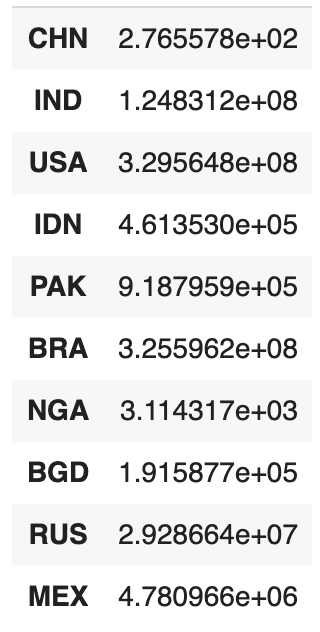 CHN 2.765578e+02
IND 1.248312e+08
USA 3.295648e+08
IDN 4.613530e+05
PAK 9.187959e+05
BRA 3.255962e+08
NGA 3.114317e+03
BGD 1.915877e+05
RUS 2.928664e+07
MEX 4.780966e+06